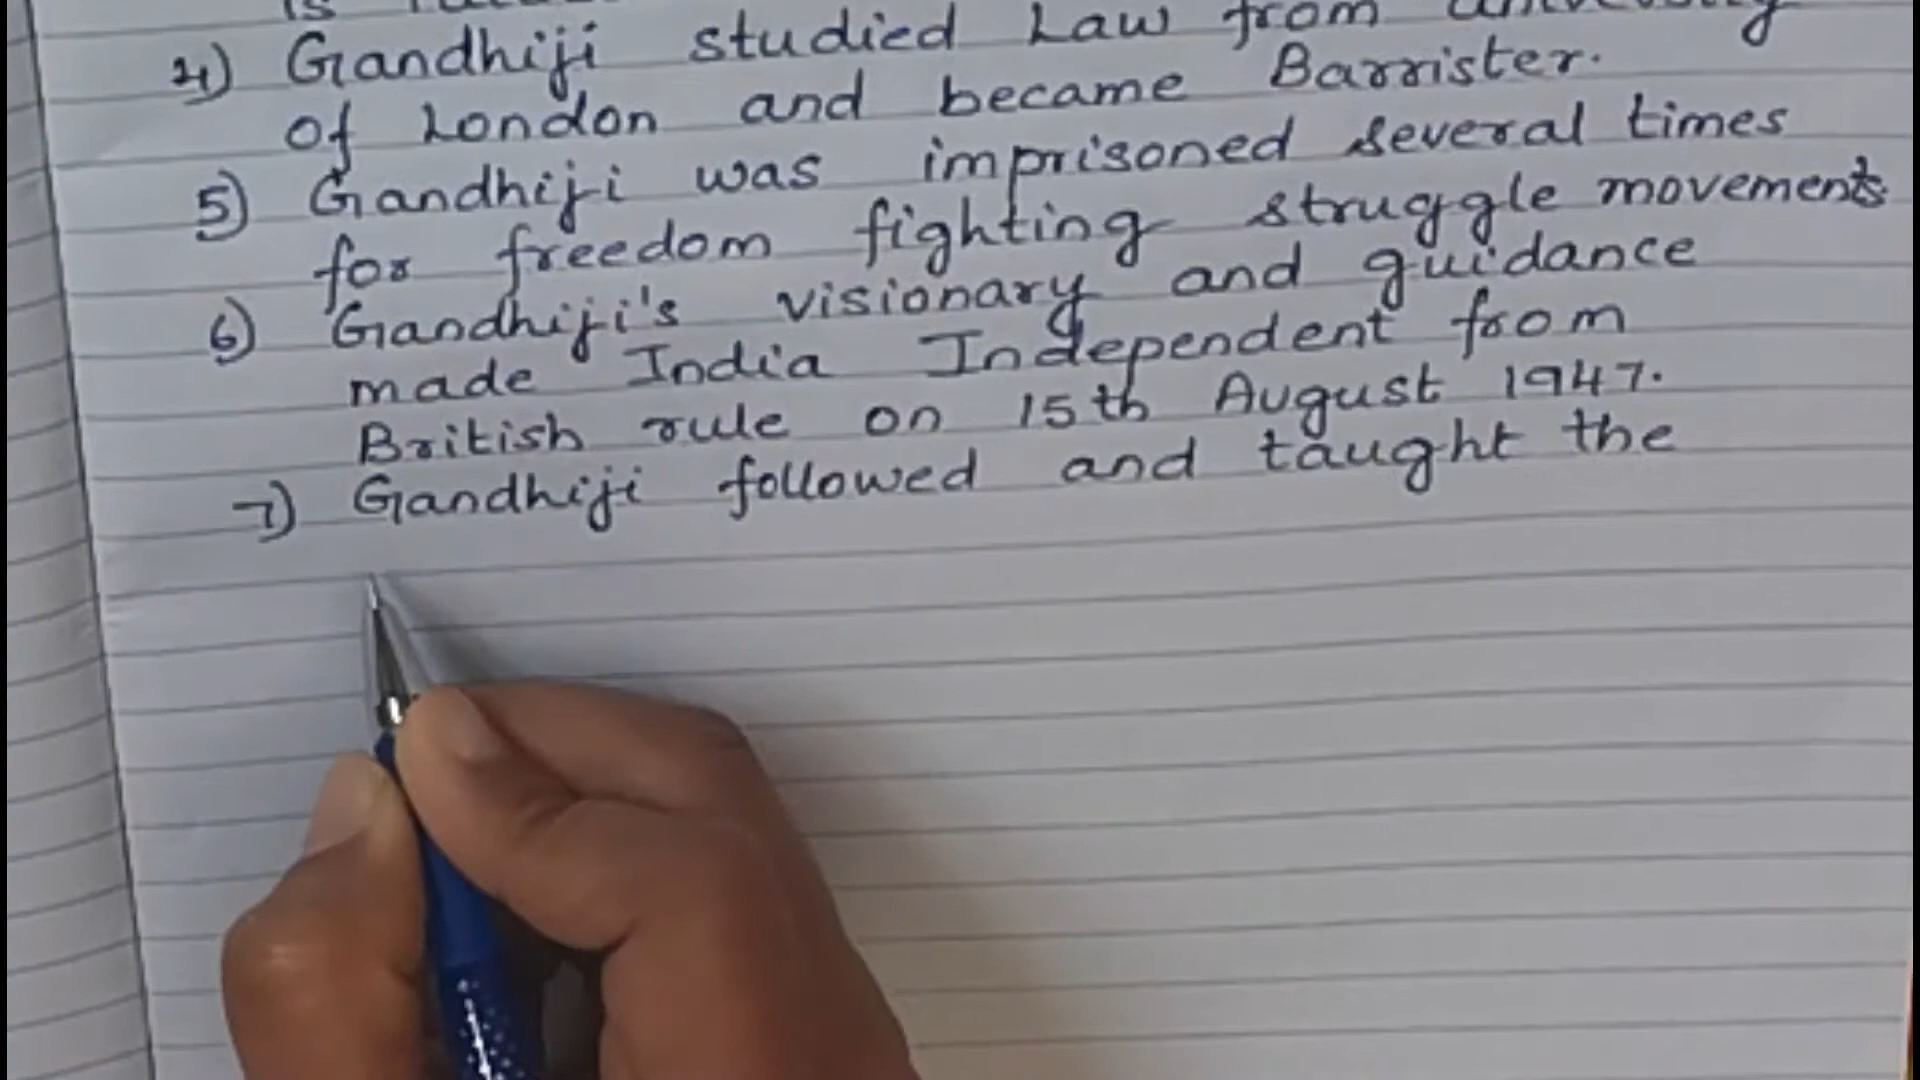 is
4) Gandhiji studied Law from University
of London and became Barrister.
5) Gandhiji was imprisoned several times
for freedom fighting struggle movements.
6) Gandhiji's visionary and guidance
made India Independent from
British rule on 15th August 1947.
7) Gandhiji followed and taught the